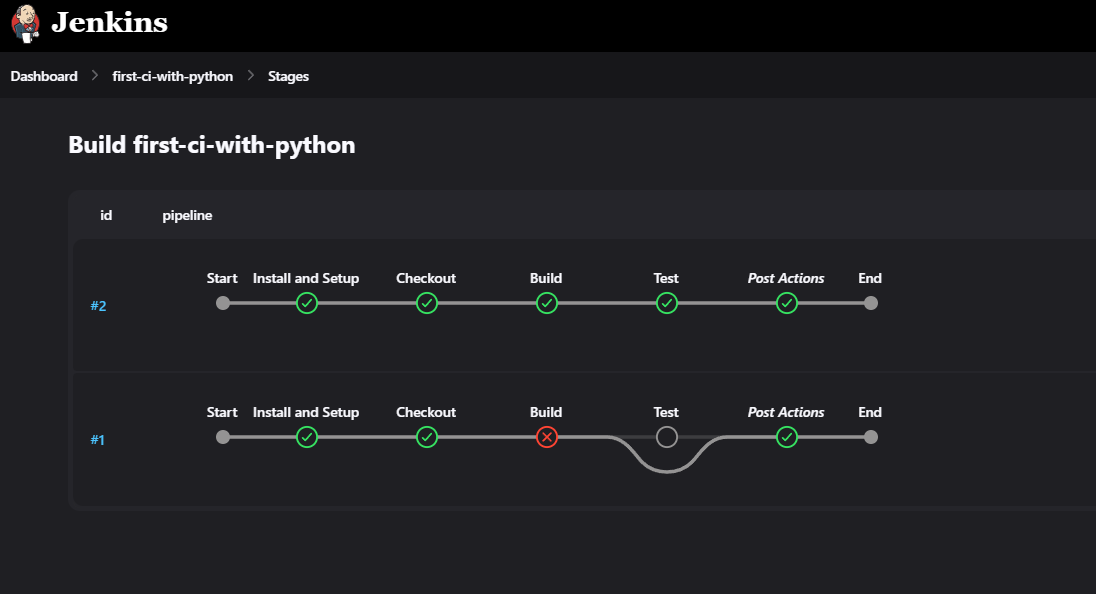 Jenkins
Dashboard > first-ci-with-python > Stages
Build first-ci-with-python
id pipeline
Start Install and Setup Checkout Build Test Post Actions End
#2
Start Install and Setup Checkout Build Test Post Actions End
#1